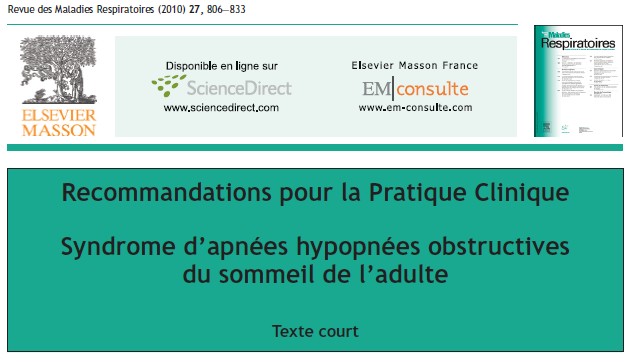 Revue des Maladies Respiratoires (2010) 27, 806—833
ELSEVIER
MASSON
Disponible en ligne sur
ScienceDirect
www.sciencedirect.com
Elsevier Masson France
EM|consulte
www.em-consulte.com
Maladies
Respiratoires
Recommandations pour la Pratique Clinique
Syndrome d'apnées hypopnées obstructives
du sommeil de l'adulte
Texte court